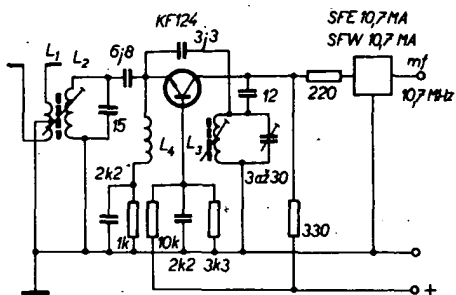 KF124
SFE 10,7 MA
SFW 10,7 MA
3j3
L1
L2
6j8
mf
12
220
10,7 MHz
15
L4
L3
3až30
2k2
330
1k
10k
2k2
3k3
+